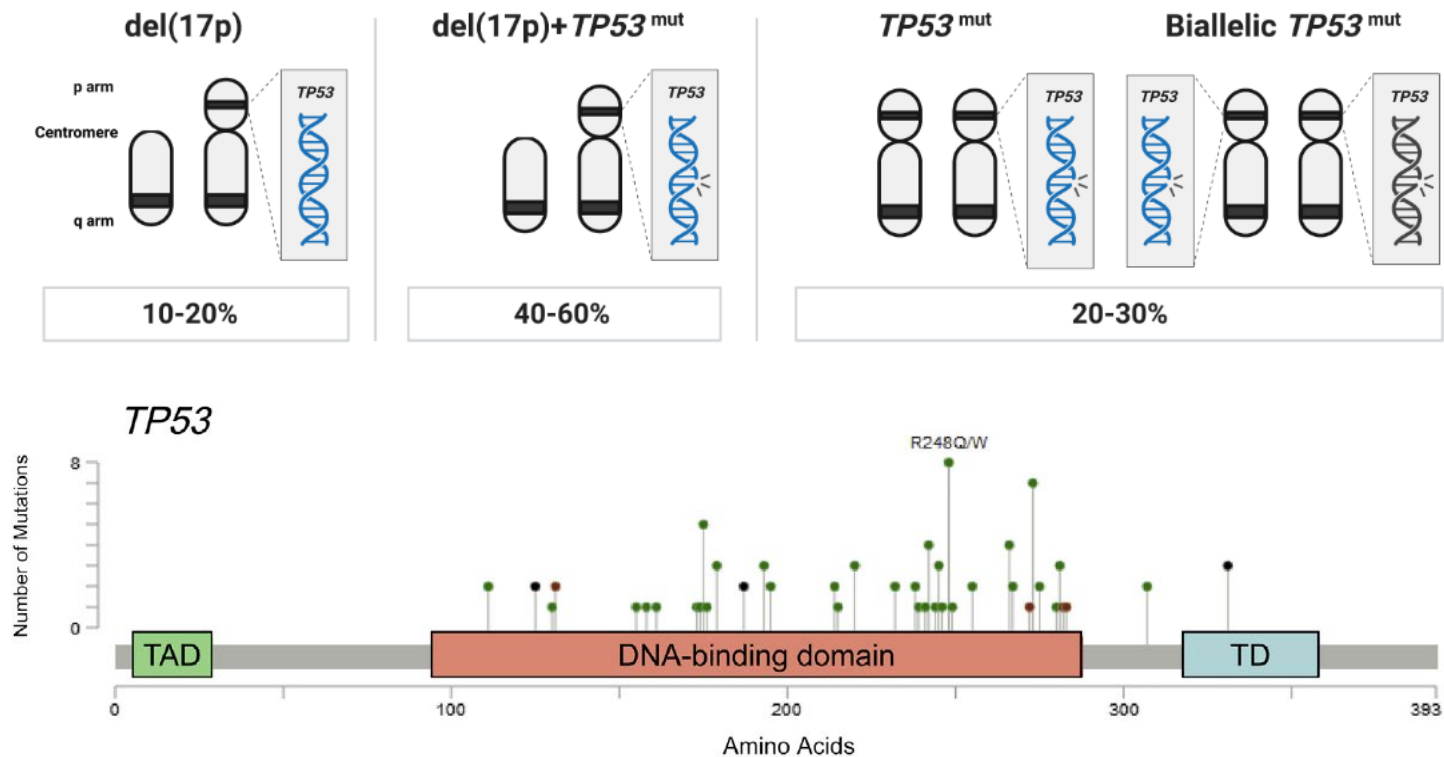 del(17p)
del(17p)+TP53 mut
TP53 mut
Biallelic TP53 mut
p arm
Centromere
q arm
TP53
TP53
TP53
TP53
TP53
10-20%
40-60%
20-30%
TP53
R248Q/W
Number of Mutations
8
0
TAD
DNA-binding domain
TD
0
100
200
300
393
Amino Acids